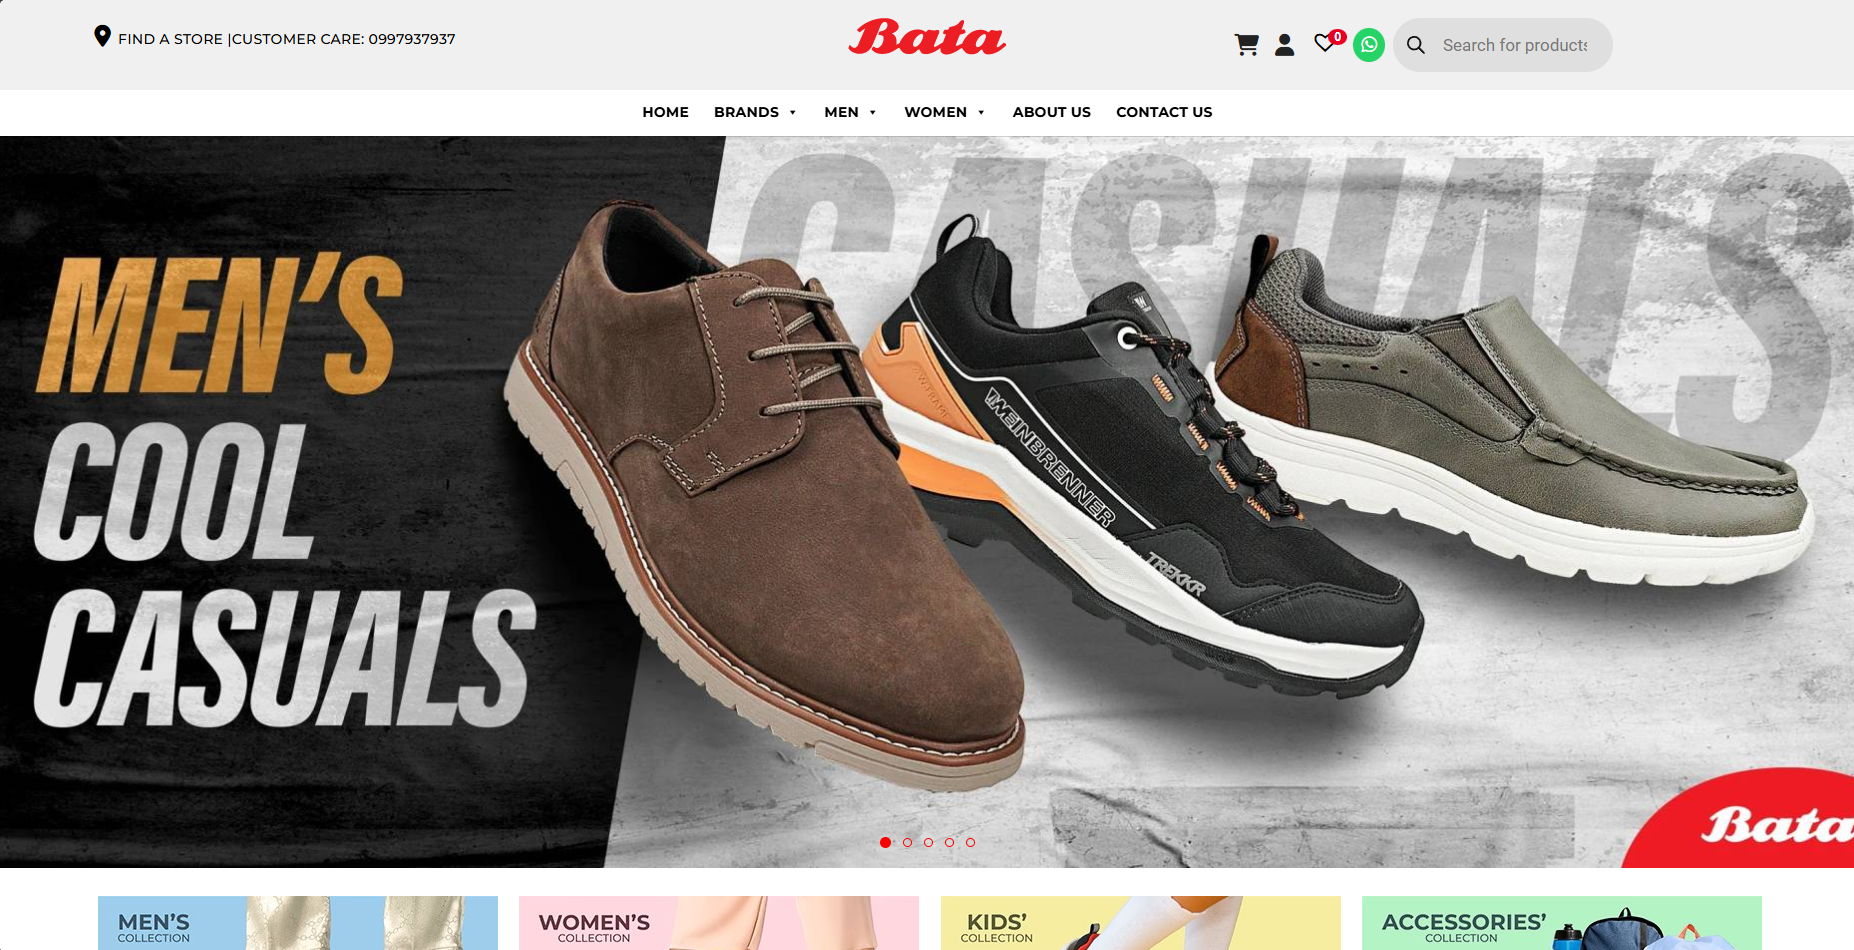 FIND A STORE |CUSTOMER CARE: 0997937937
Bata
0
Search for products
HOME BRANDS MEN WOMEN ABOUT US CONTACT US
CASUALS
MEN'S
COOL
CASUALS
WEINBRENNER
TREKKR
Bata
MEN'S
COLLECTION
WOMEN'S
COLLECTION
KIDS'
COLLECTION
ACCESSORIES'
COLLECTION